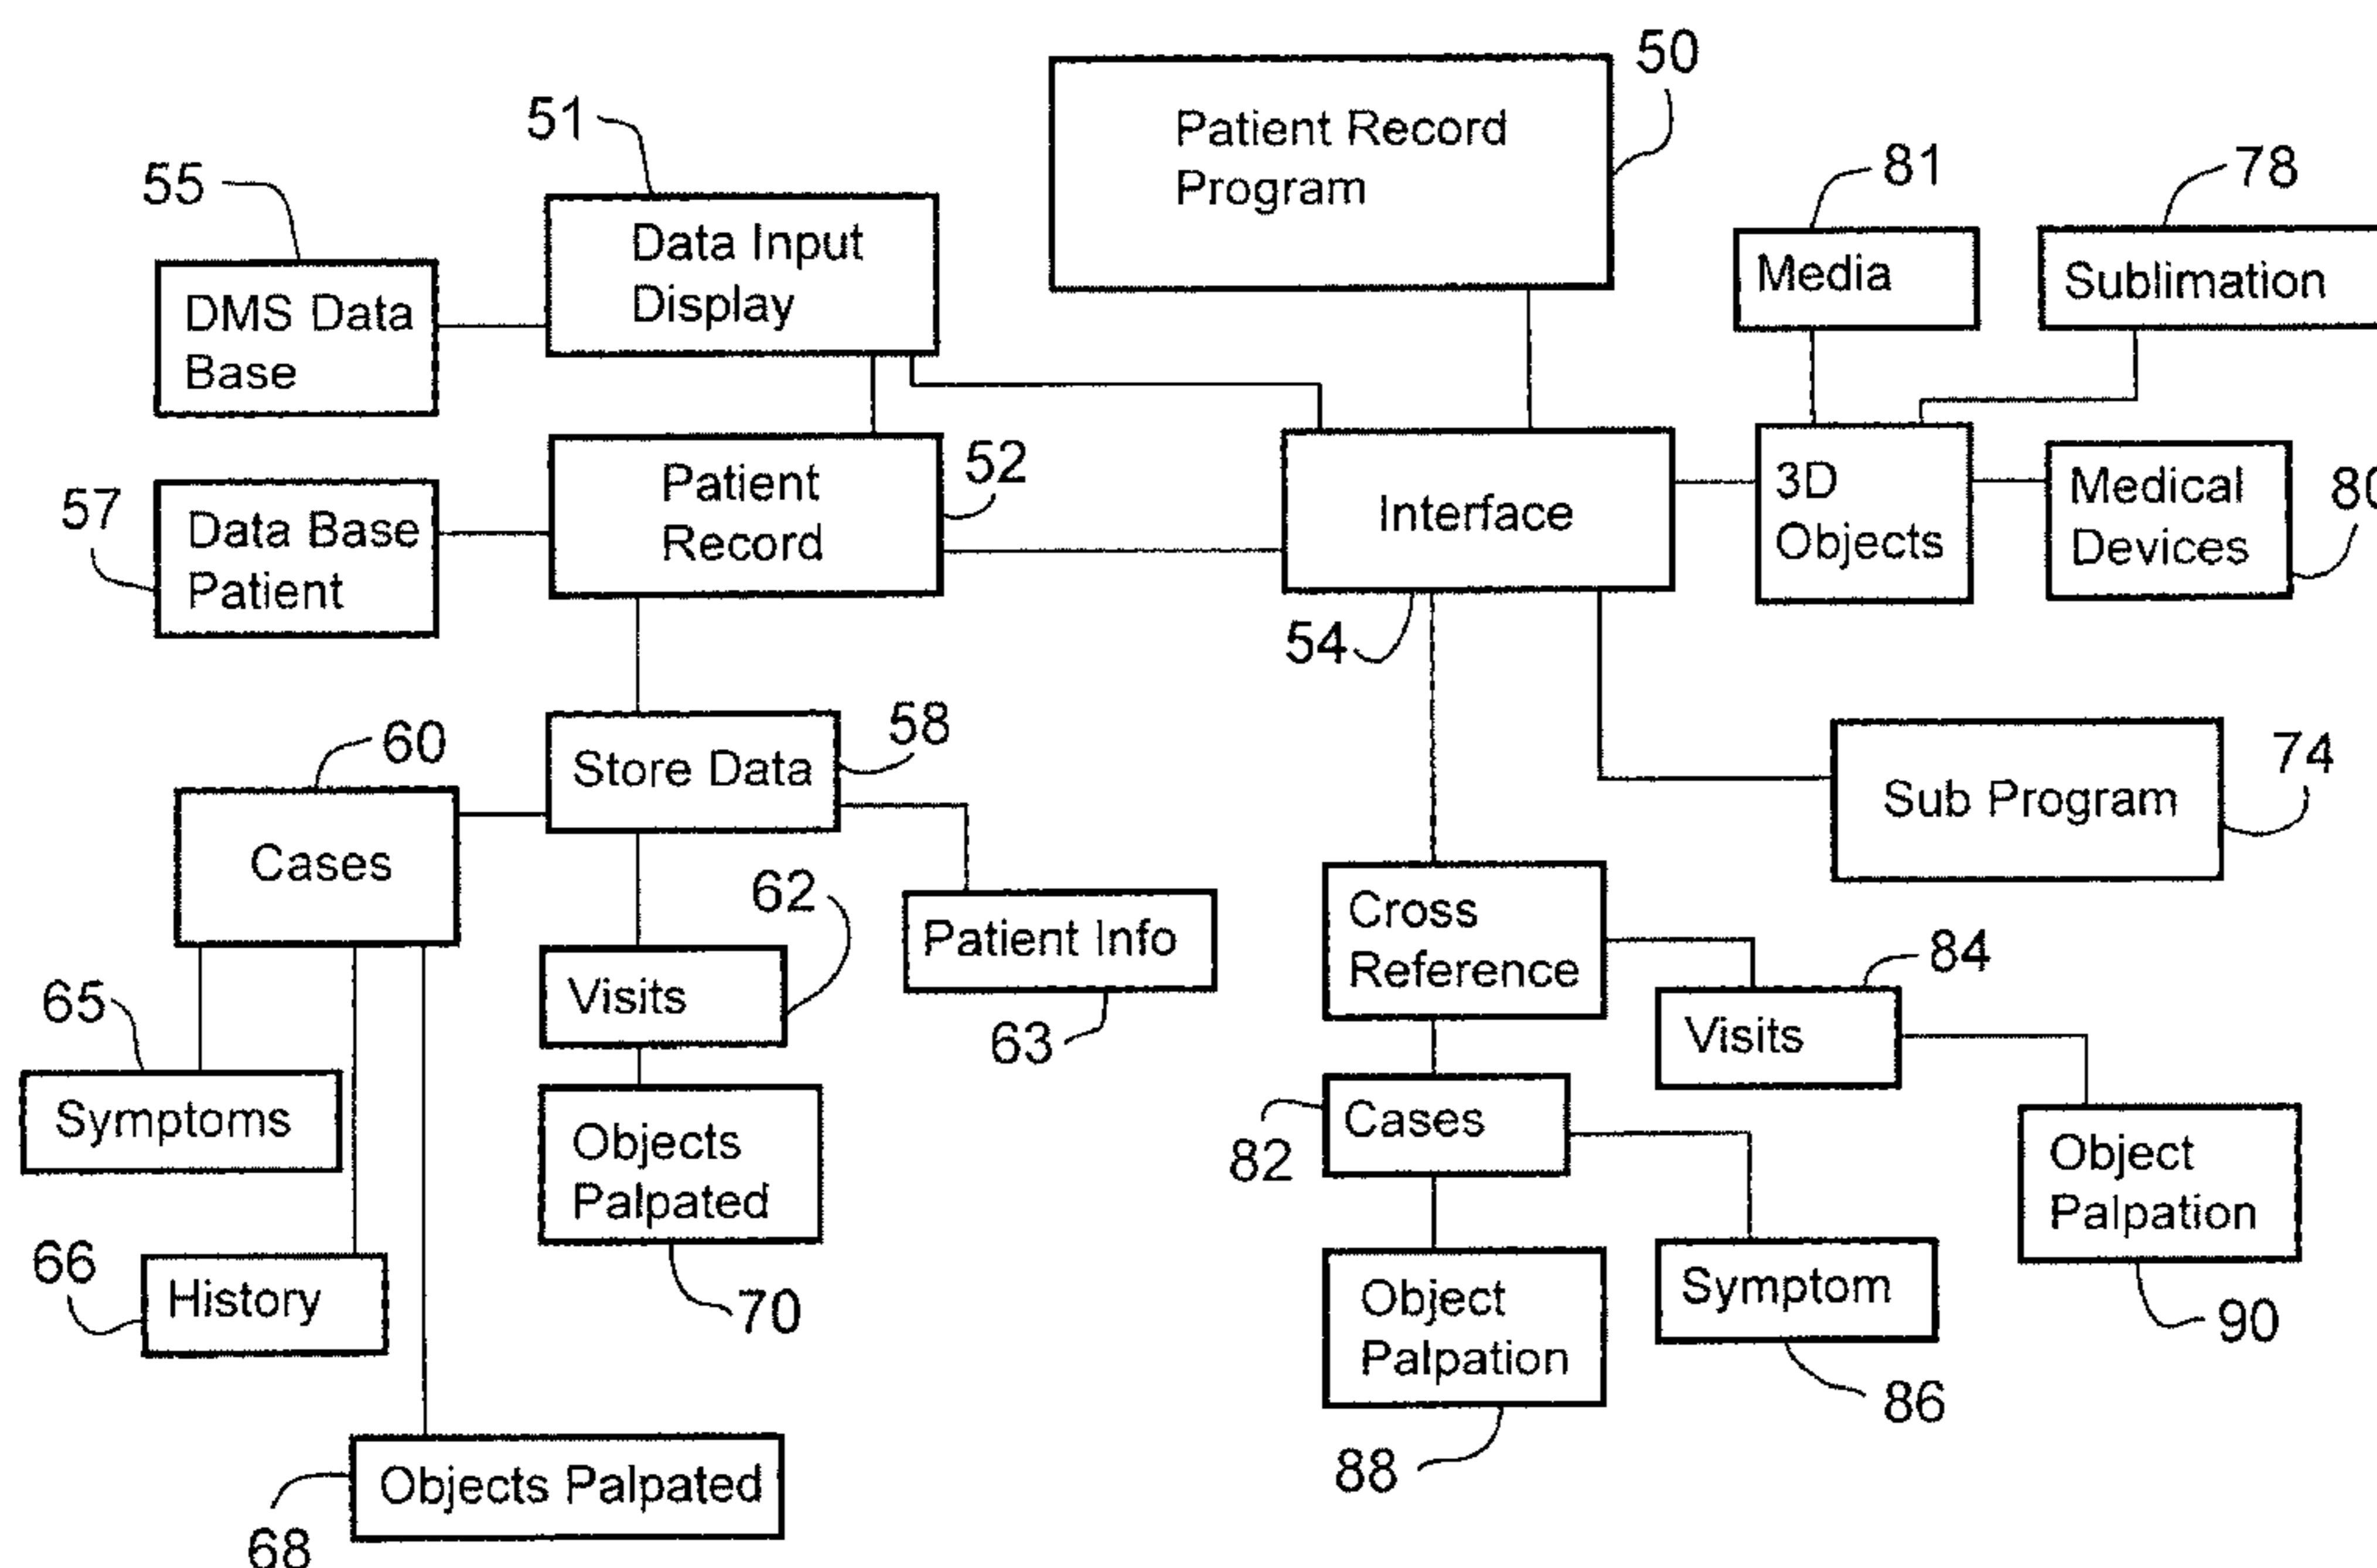 50
Patient Record
Program
51
Data Input
Display
55
DMS Data
Base
81
Media
78
Sublimation
52
Patient
Record
57
Data Base
Patient
Interface
54
3D
Objects
Medical
Devices
80
58
Store Data
60
Cases
74
Sub Program
62
Visits
Patient Info
63
Cross
Reference
84
Visits
65
Symptoms
Objects
Palpated
70
82
Cases
Object
Palpation
90
66
History
Object
Palpation
88
Symptom
86
Objects Palpated
68